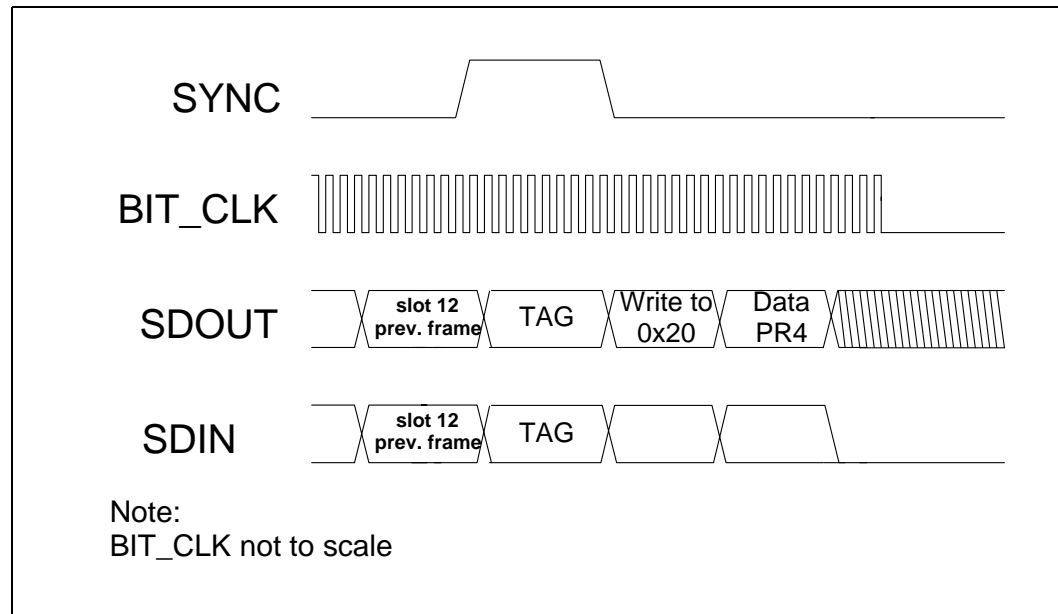 SYNC
BIT_CLK
SDOUT
slot 12
prev. frame
TAG
Write to
0x20
Data
PR4
SDIN
slot 12
prev. frame
TAG
Note:
BIT_CLK not to scale